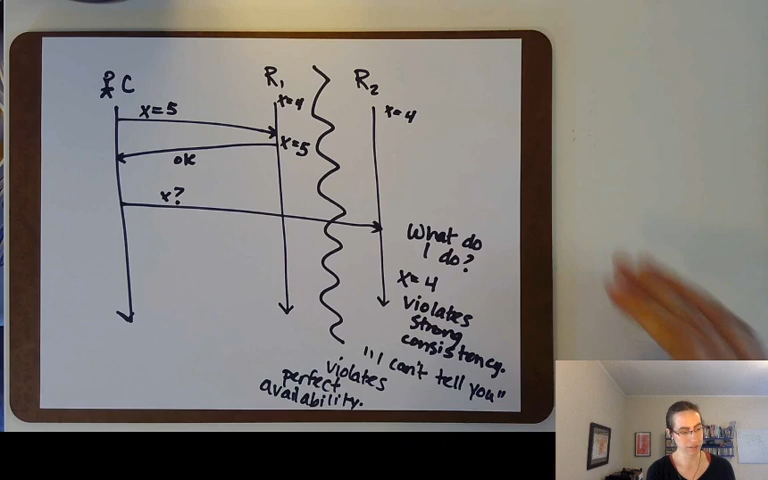 C
R1
R2
x=4
x=4
x=5
x=5
ok
x?
What do
I do?
x=4
violates
strong
consistency.
"I can't tell you"
violates
perfect
availability.